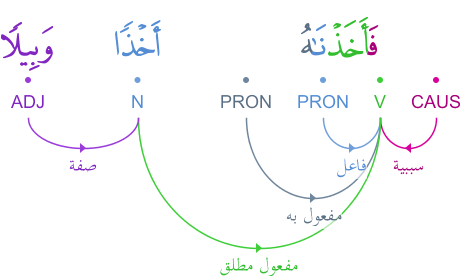 فَأَخَذْنَـٰهُ أَخْذًا وَبِيلًا
CAUS V PRON PRON N ADJ
سببية فاعل صفة
مفعول به
مفعول مطلق